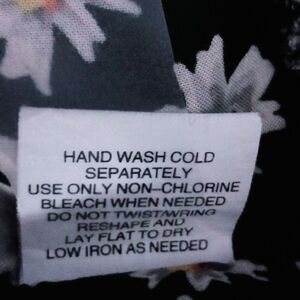 HAND WASH COLD
SEPARATELY
USE ONLY NON-CHLORINE
BLEACH WHEN NEEDED
DO NOT TWIST/WRING
RESHAPE AND
LAY FLAT TO DRY
LOW IRON AS NEEDED